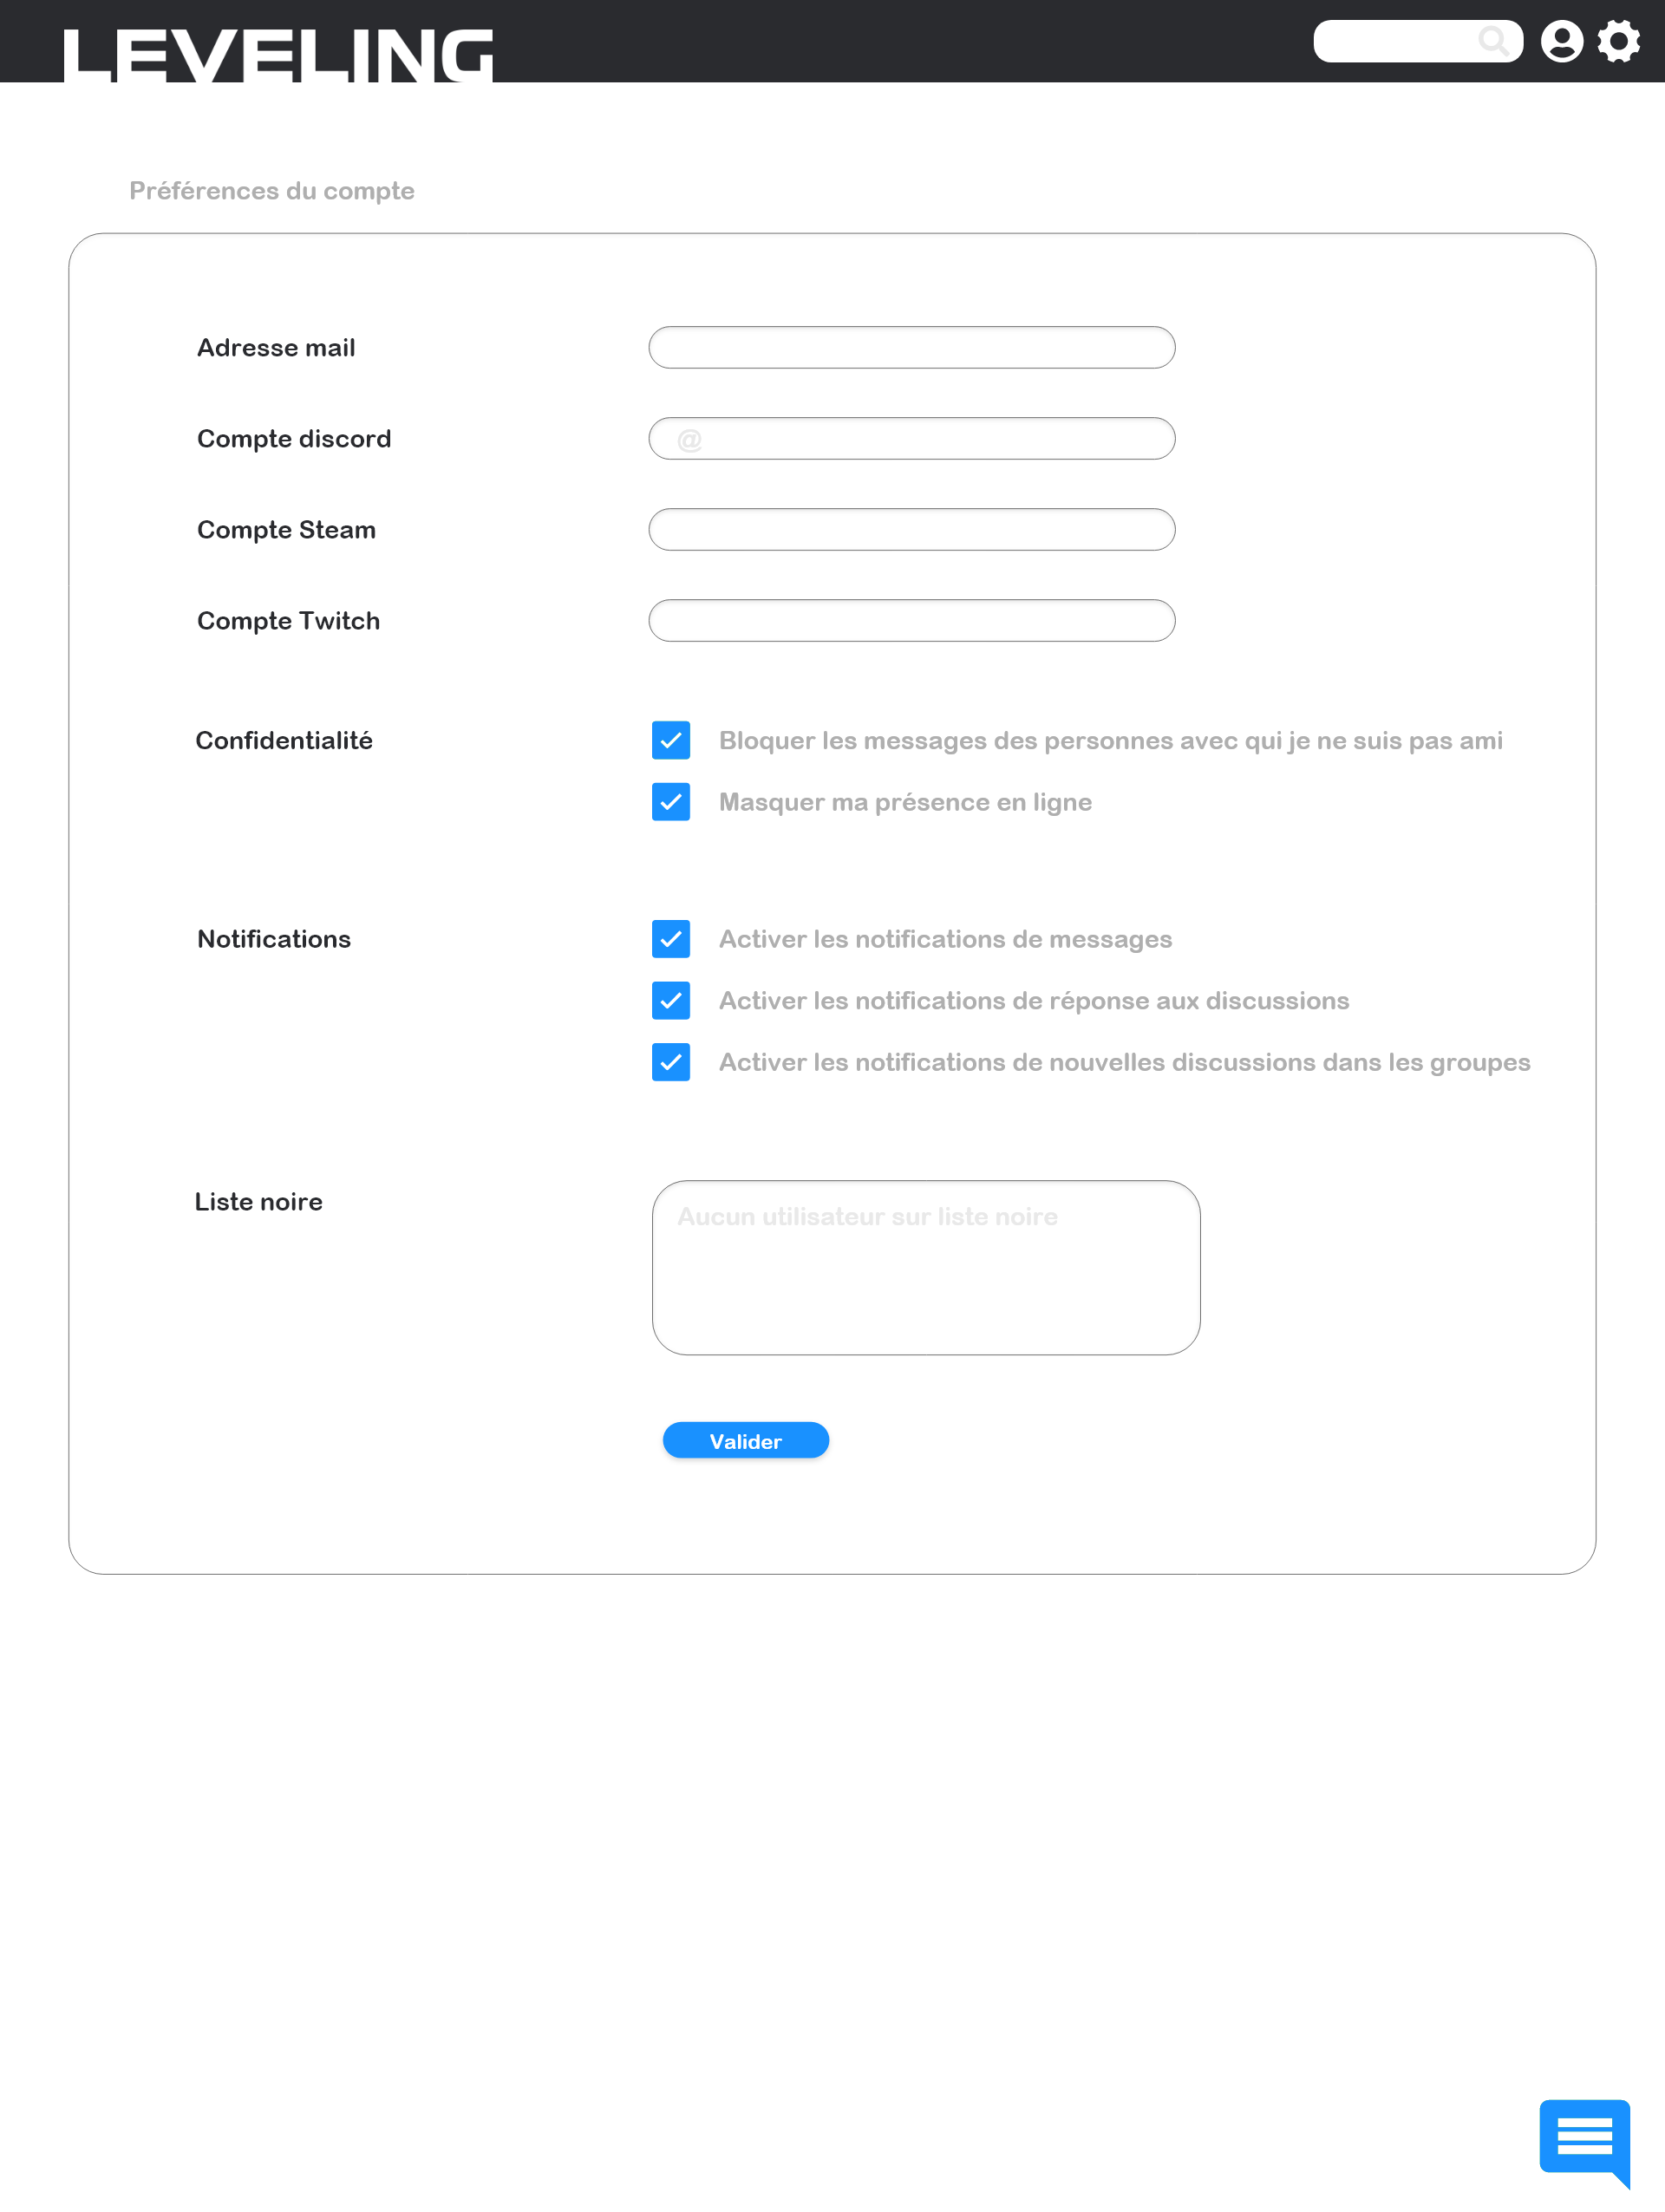 LEVELING
Préférences du compte
Adresse mail
Compte discord
@
Compte Steam
Compte Twitch
Confidentialité
Bloquer les messages des personnes avec qui je ne suis pas ami
Masquer ma présence en ligne
Notifications
Activer les notifications de messages
Activer les notifications de réponse aux discussions
Activer les notifications de nouvelles discussions dans les groupes
Liste noire
Aucun utilisateur sur liste noire
Valider